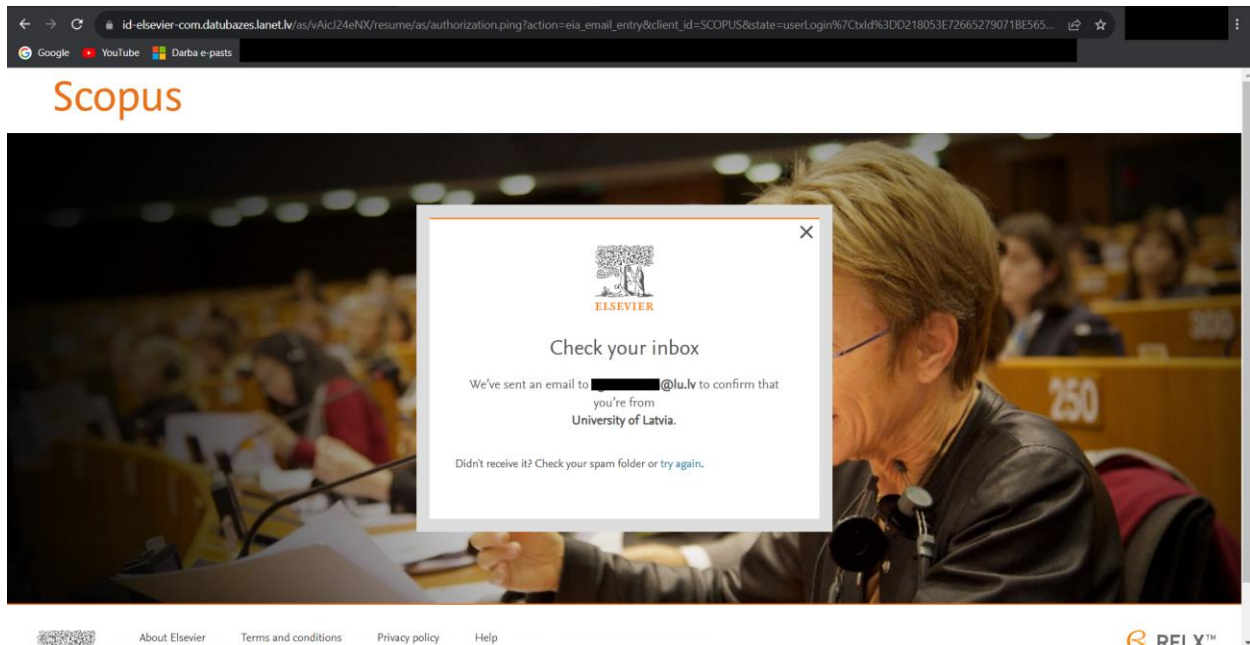 id-elsevier-com.datubazes.lanet.lv/as/vAicJ24eNX/resume/as/authorization.ping?action=eia_email_entry&client_id=SCOPUS&state=userLogin%7CtxId%3DD218053E72665279071BE565...
Google YouTube Darba e-pasts
Scopus
ELSEVIER
Check your inbox
We've sent an email to @lu.lv to confirm that
you're from
University of Latvia.
Didn't receive it? Check your spam folder or try again.
250
About Elsevier Terms and conditions Privacy policy Help
RELX™